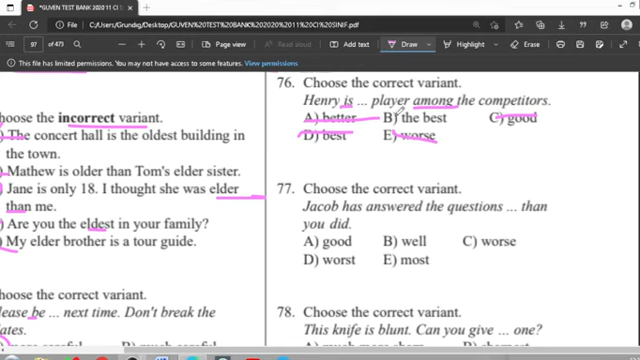 *GUVEN TEST BANK 2020 11 CI S
File
C:/Users/Grundig/Desktop/GUVEN%20TEST%20BANK%202020%2011%20CI%20SINIF.pdf
97 of 473
Page view
Read aloud
Add text
Draw
Highlight
Erase
This file has limited permissions. You may not have access to some features. View permissions
hoose the incorrect variant.
The concert hall is the oldest building in
the town.
Mathew is older than Tom's elder sister.
Jane is only 18. I thought she was elder
than me.
Are you the eldest in your family?
My elder brother is a tour guide.
hoose the correct variant.
lease be ... next time. Don't break the
ates.
76. Choose the correct variant.
Henry is ... player among the competitors.
A) better B) the best C) good
D) best E) worse
77. Choose the correct variant.
Jacob has answered the questions ... than
you did.
A) good B) well C) worse
D) worst E) most
78. Choose the correct variant.
This knife is blunt. Can you give ... one?